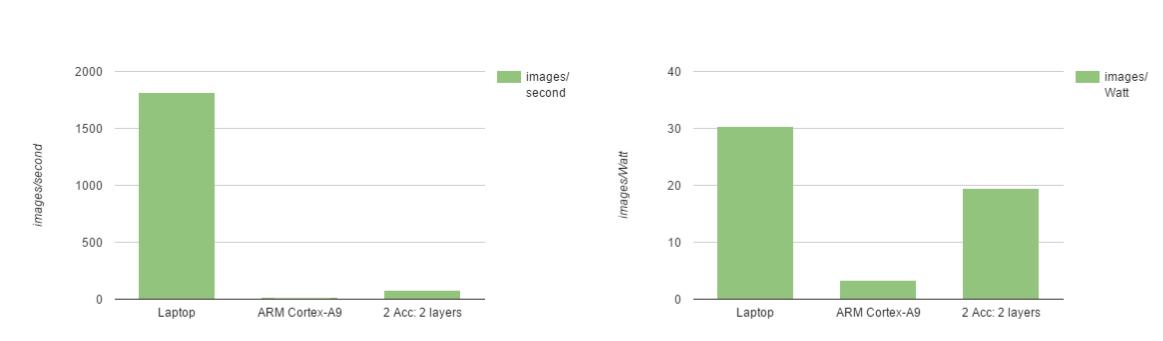 2000
1500
1000
500
0
images/second
Laptop
ARM Cortex-A9
2 Acc: 2 layers
images/
second
40
30
20
10
0
images/Watt
Laptop
ARM Cortex-A9
2 Acc: 2 layers
images/
Watt